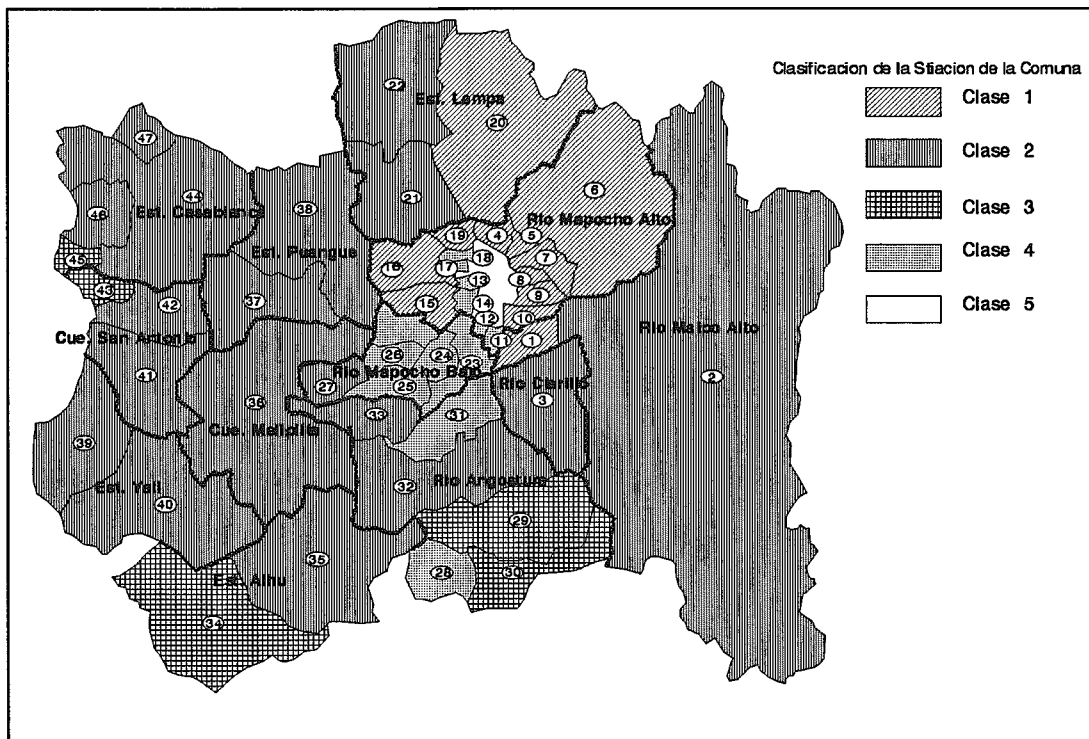 Clasificacion de la Stiacion de la Comuna
Clase 1
Clase 2
Clase 3
Clase 4
Clase 5
22
Est. Lampa
20
47
6
44
38
21
46
Est. Casablanca
Rio Mapocho Alto
19
4
5
Est. Puangue
18
7
45
16
17
43
13
8
42
37
9
15
14
12
10
Cue. San Antonio
Rio Maipo Alto
11
1
26
24
23
41
Rio Mapocho Bajo
Rio Clarillo
2
27
25
36
3
33
31
Cue. Melipilla
39
Est. Yali
32
Rio Angostura
40
29
35
28
30
Est. Alhu
34